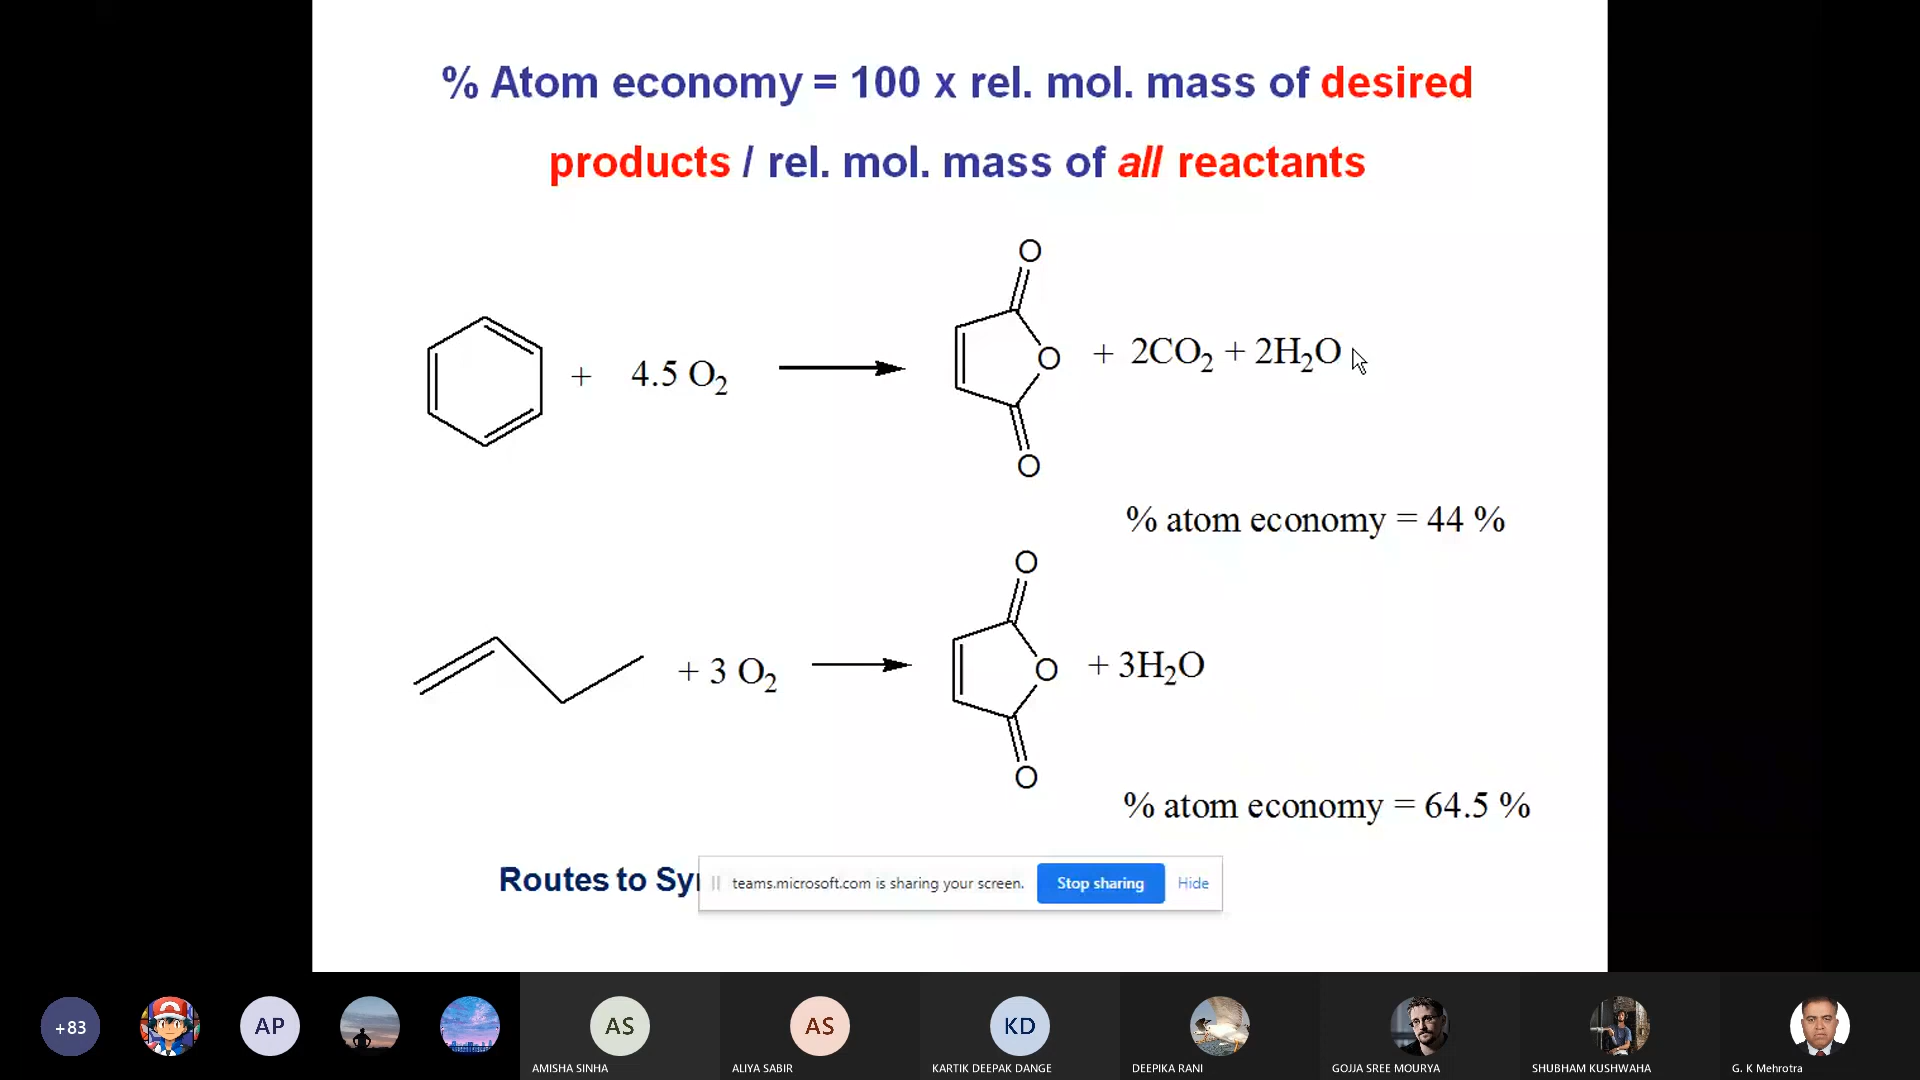 % Atom economy = 100 x rel. mol. mass of desired
products / rel. mol. mass of all reactants
O
+ 4.5 O2
O
+ 2CO2 + 2H2O
O
% atom economy = 44 %
O
+ 3 O2
O
+ 3H2O
O
% atom economy = 64.5 %
Routes to Sy
teams.microsoft.com is sharing your screen.
Stop sharing
Hide
+83
AP
AS
AS
KD
AMISHA SINHA
ALIYA SABIR
KARTIK DEEPAK DANGE
DEEPIKA RANI
GOJJA SREE MOURYA
SHUBHAM KUSHWAHA
G. K Mehrotra